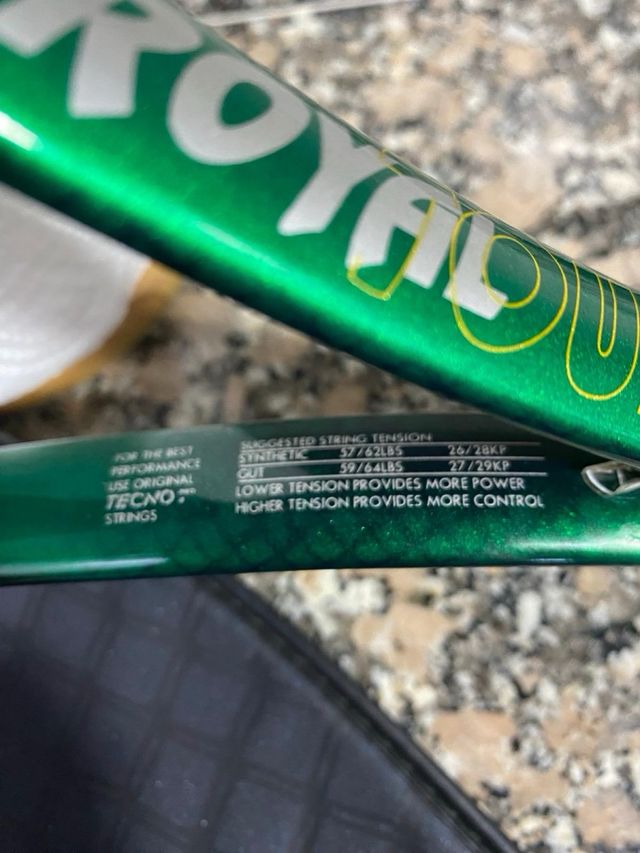 ROYAL
TOU
FOR THE BEST
PERFORMANCE
USE ORIGINAL
TECNO
STRINGS
SUGGESTED STRING TENSION
SYNTHETIC 57/62LBS 26/28KP
GUT 59/64LBS 27/29KP
LOWER TENSION PROVIDES MORE POWER
HIGHER TENSION PROVIDES MORE CONTROL